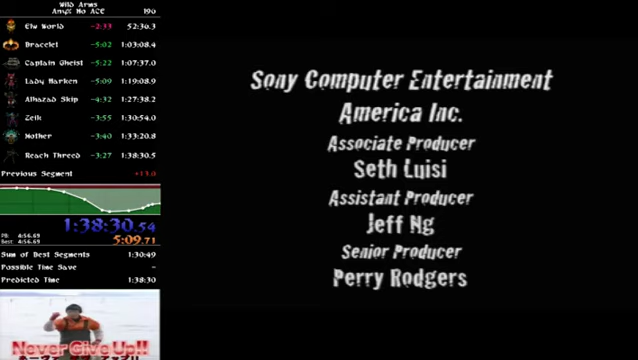 Wild Arms
Any% No ACE
190
Elw World -2:33 52:30.3
Bracelet -5:02 1:03:08.4
Captain Gheist -5:22 1:07:37.0
Lady Harken -5:09 1:19:08.9
Alhazad Skip -4:32 1:27:38.2
Zeik -3:55 1:30:54.0
Mother -3:40 1:33:20.8
Reach Threed -3:27 1:38:30.5
Previous Segment +13.0
1:38:30.54
PB: 4:56.69
Best: 4:56.69
5:09.71
Sum of Best Segments 1:30:49
Possible Time Save -
Predicted Time 1:38:30
Never Give Up!!
Sony Computer Entertainment
America Inc.
Associate Producer
Seth Luisi
Assistant Producer
Jeff Ng
Senior Producer
Perry Rodgers